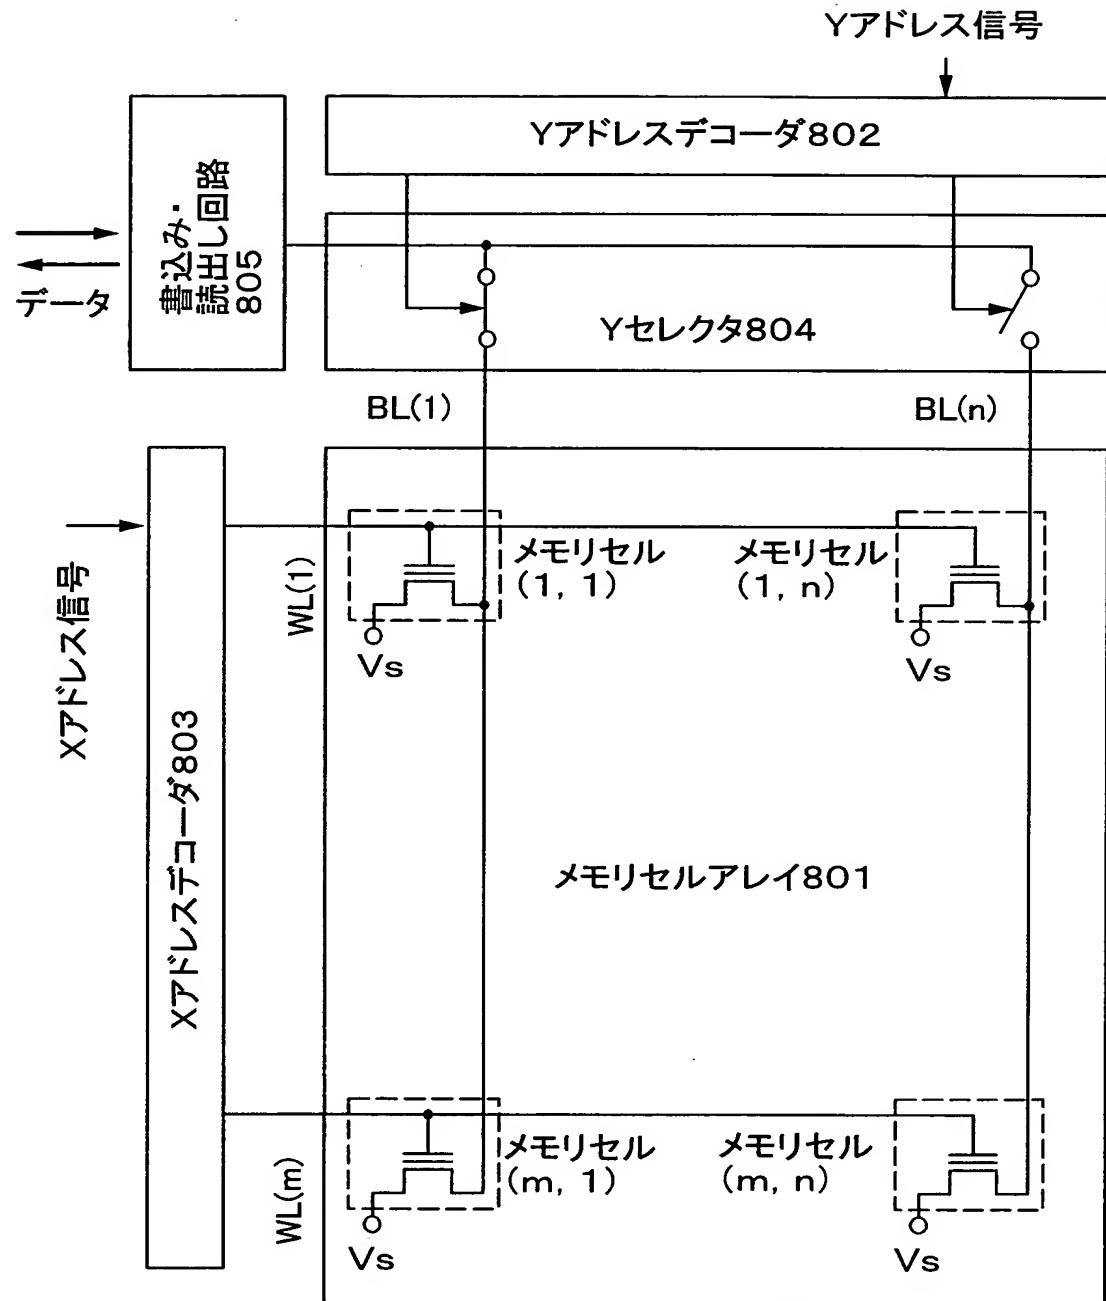 Yアドレス信号
Yアドレスデコーダ802
書込み・
読出し回路
805
データ
Yセレクタ804
BL(1)
BL(n)
Xアドレス信号
Xアドレスデコーダ803
WL(1)
メモリセル
(1, 1)
メモリセル
(1, n)
Vs
Vs
メモリセルアレイ801
WL(m)
メモリセル
(m, 1)
メモリセル
(m, n)
Vs
Vs